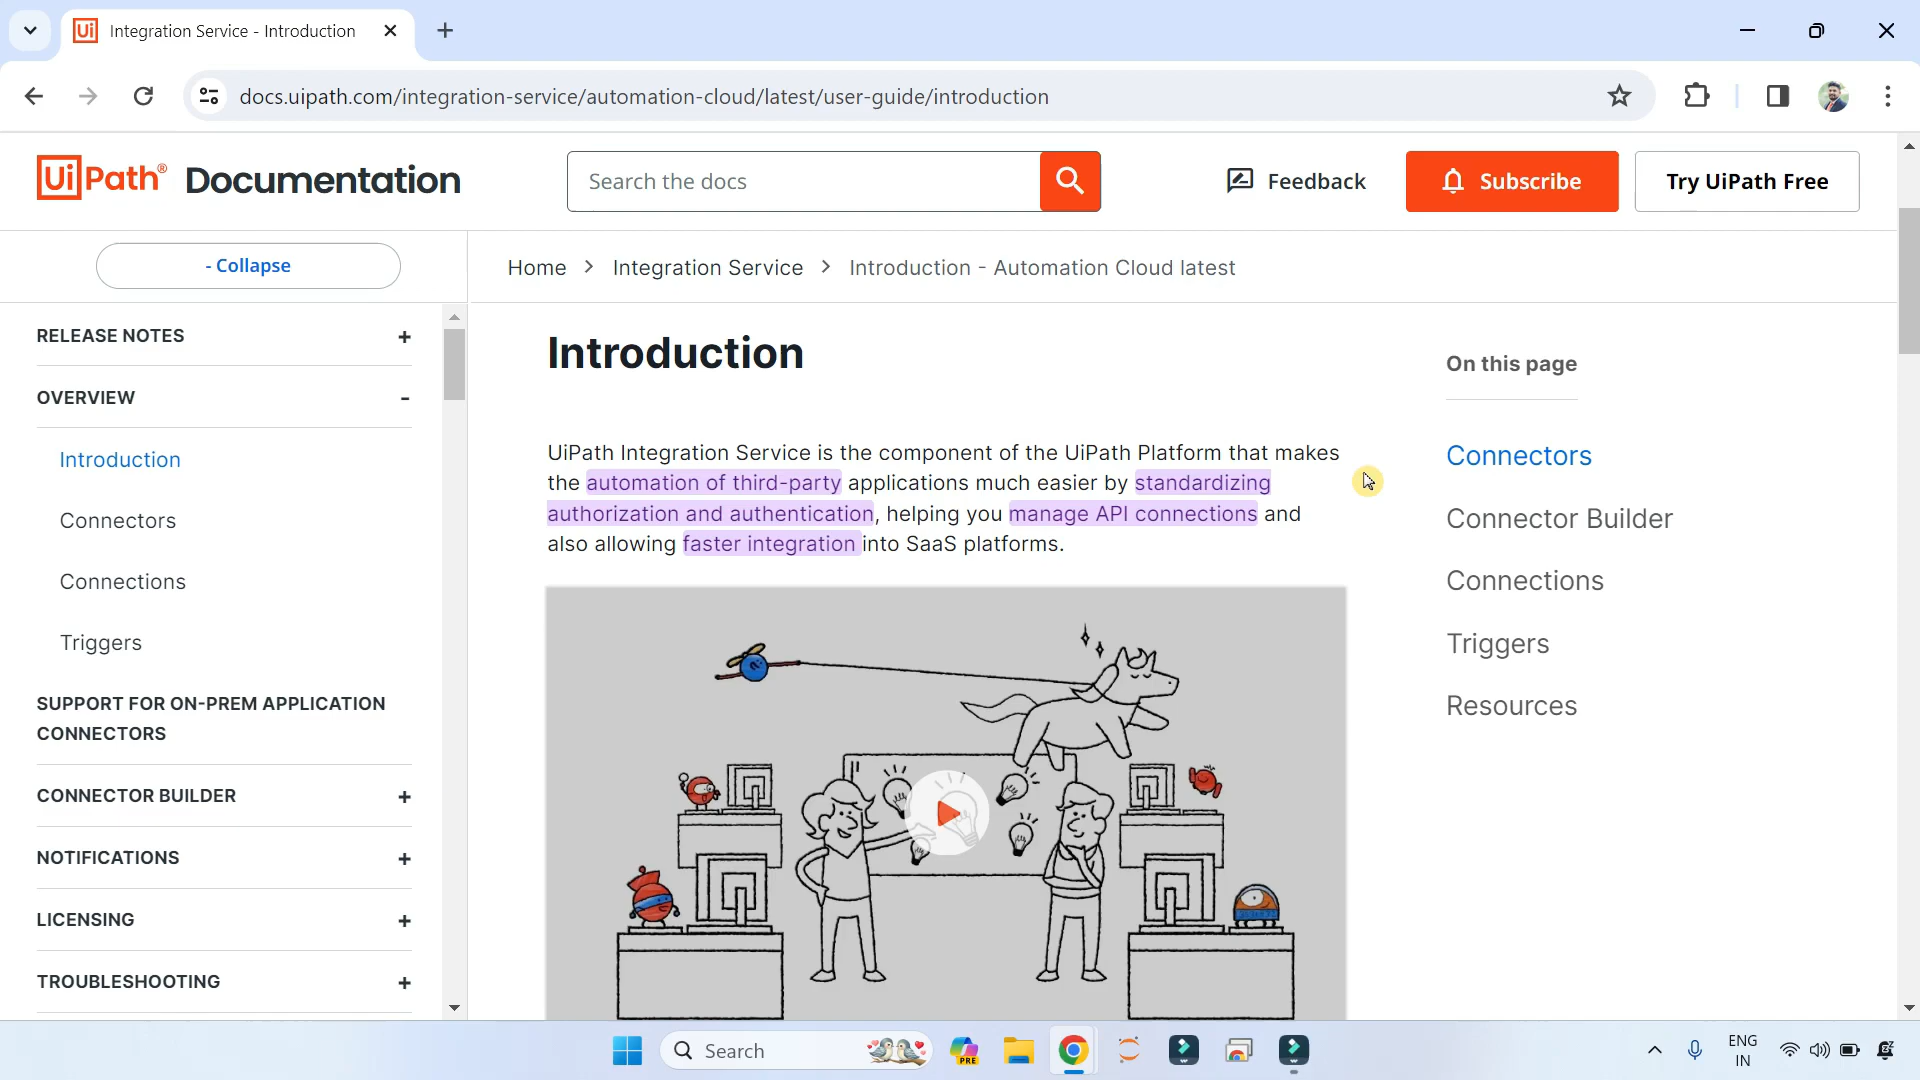 Integration Service - Introduction
docs.uipath.com/integration-service/automation-cloud/latest/user-guide/introduction
UiPath® Documentation
Search the docs
Feedback
Subscribe
Try UiPath Free
- Collapse
Home > Integration Service > Introduction - Automation Cloud latest
RELEASE NOTES +
OVERVIEW -
Introduction
Connectors
Connections
Triggers
SUPPORT FOR ON-PREM APPLICATION
CONNECTORS
CONNECTOR BUILDER +
NOTIFICATIONS +
LICENSING +
TROUBLESHOOTING +
Introduction
UiPath Integration Service is the component of the UiPath Platform that makes
the automation of third-party applications much easier by standardizing
authorization and authentication, helping you manage API connections and
also allowing faster integration into SaaS platforms.
On this page
Connectors
Connector Builder
Connections
Triggers
Resources
Search
PRE
ENG
IN